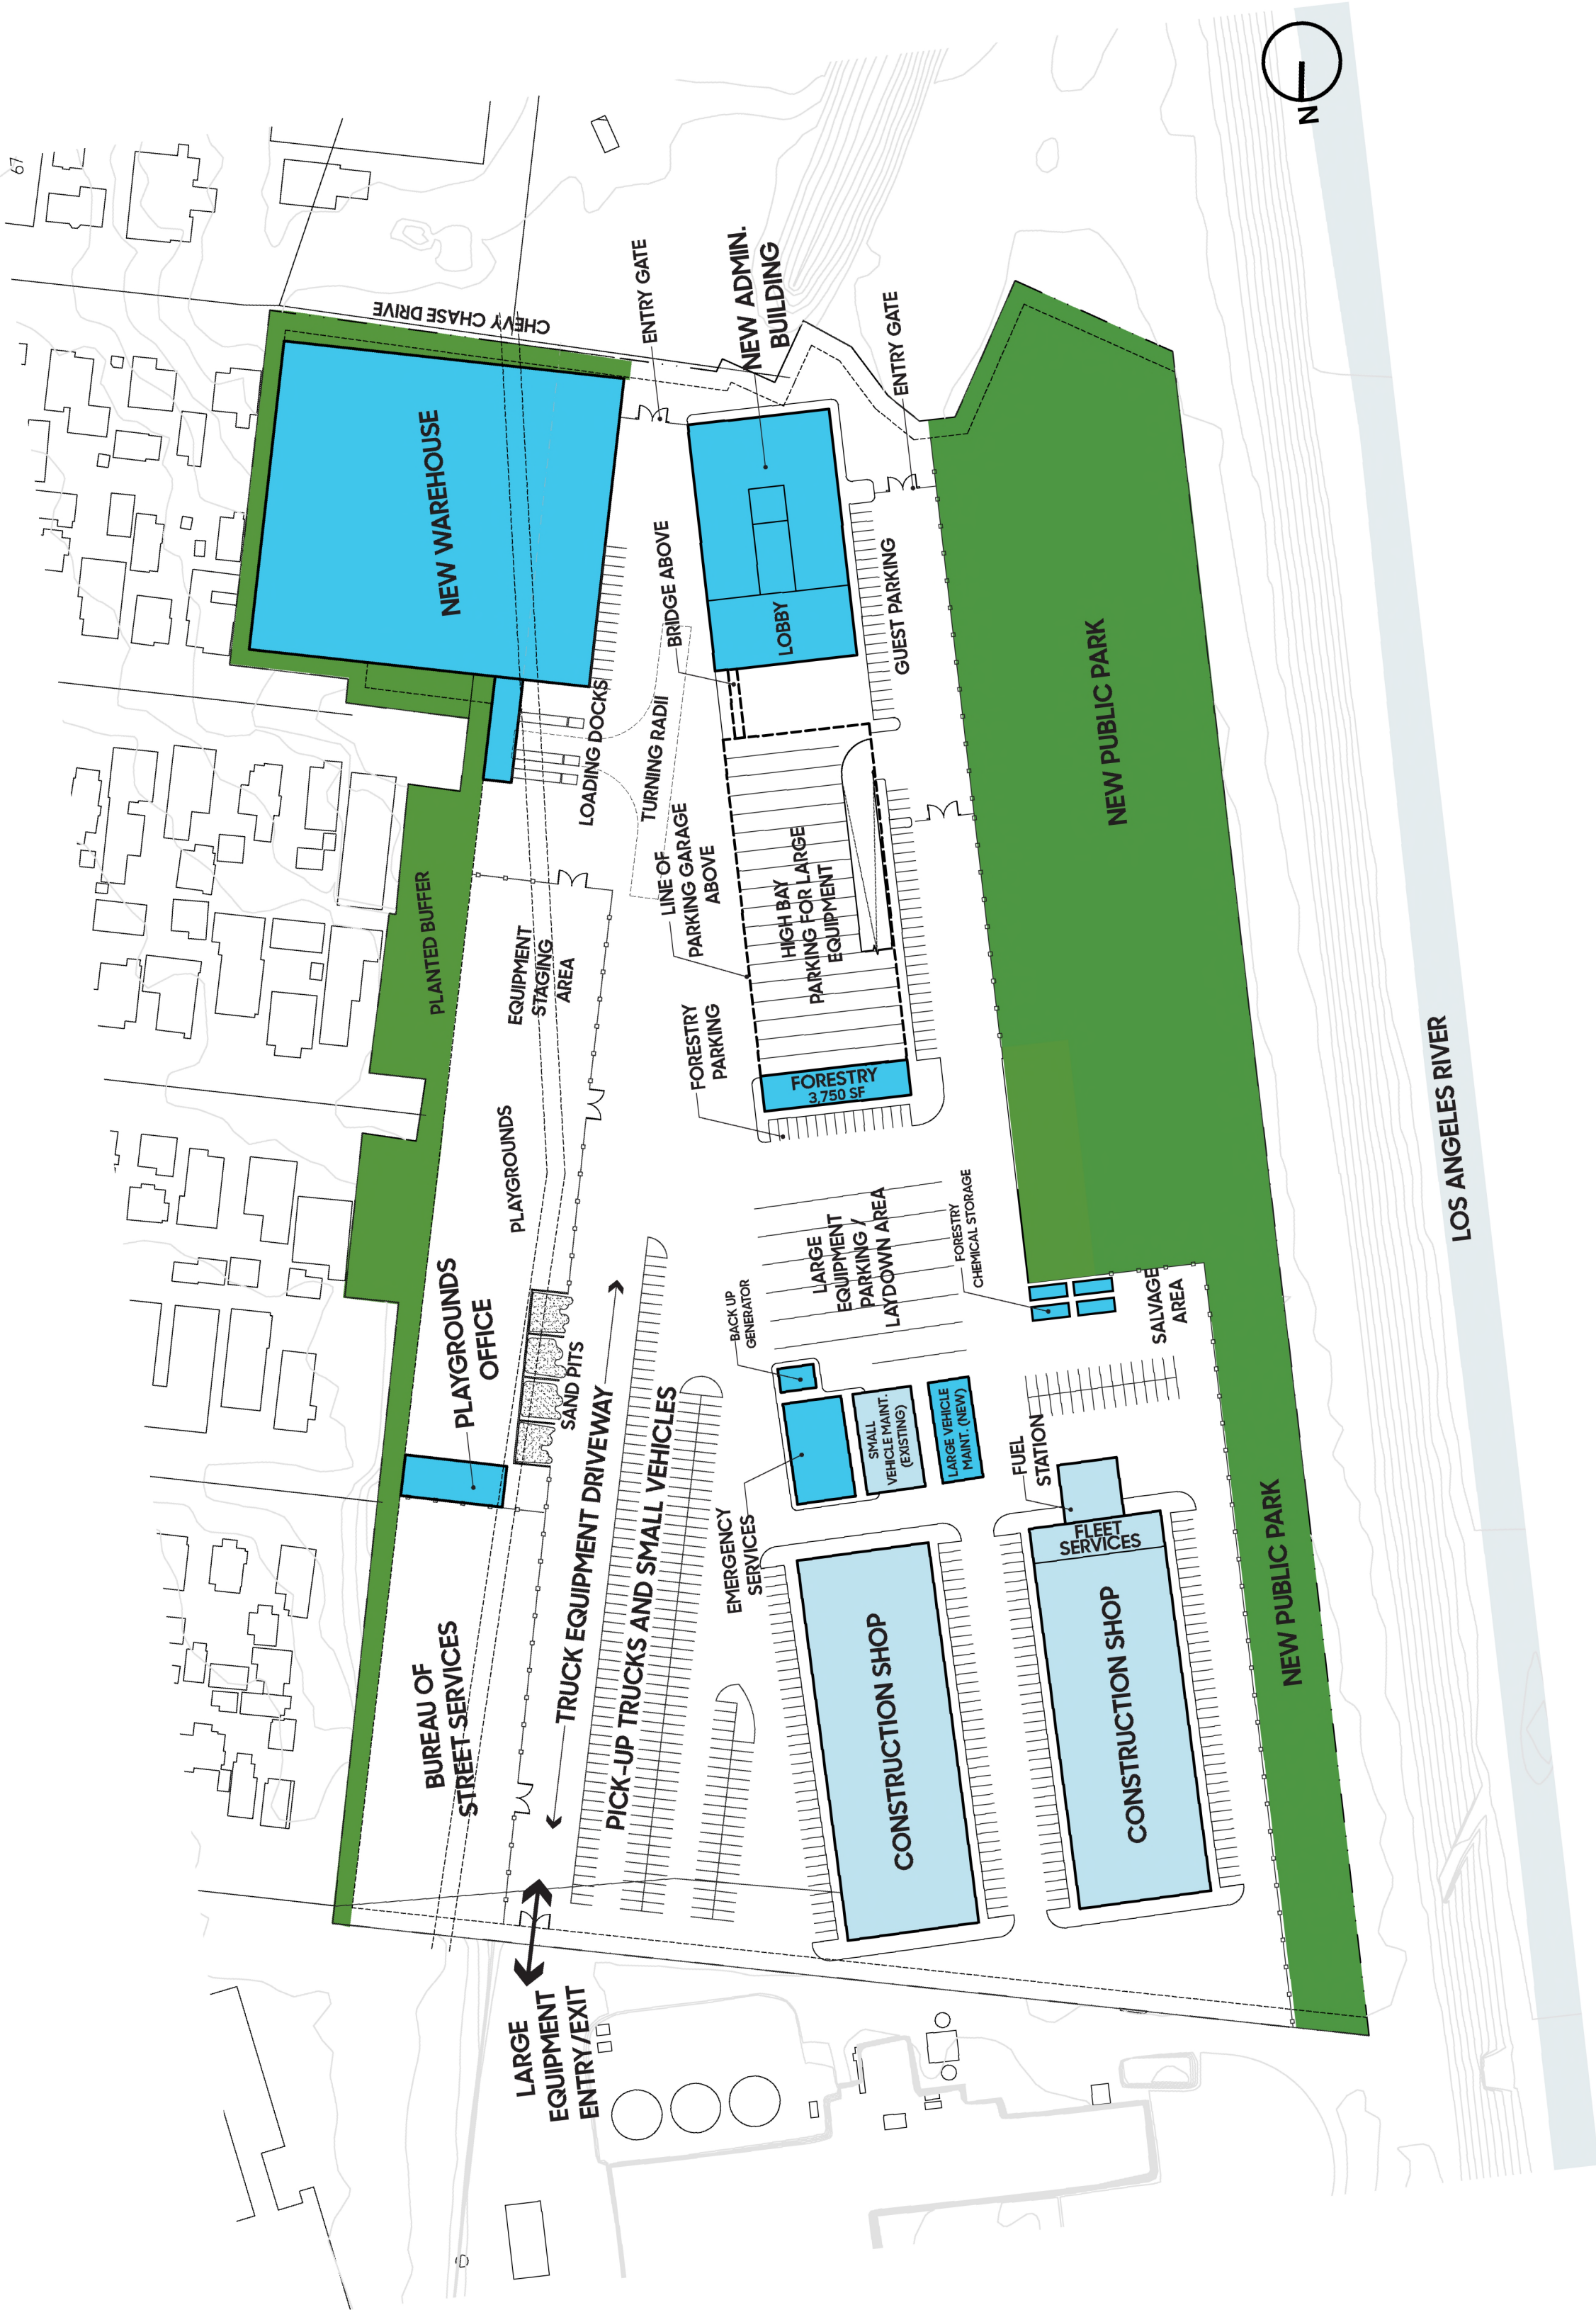 67
N
CHEVY CHASE DRIVE
ENTRY GATE
NEW ADMIN.
BUILDING
ENTRY GATE
NEW WAREHOUSE
BRIDGE ABOVE
LOBBY
GUEST PARKING
LOADING DOCKS
TURNING RADII
LINE OF
PARKING GARAGE
ABOVE
HIGH BAY
PARKING FOR LARGE
EQUIPMENT
NEW PUBLIC PARK
PLANTED BUFFER
EQUIPMENT
STAGING
AREA
FORESTRY
PARKING
FORESTRY
3,750 SF
PLAYGROUNDS
LOS ANGELES RIVER
PLAYGROUNDS
OFFICE
SAND PITS
BACK UP
GENERATOR
LARGE
EQUIPMENT
PARKING /
LAYDOWN AREA
FORESTRY
CHEMICAL STORAGE
SALVAGE
AREA
TRUCK EQUIPMENT DRIVEWAY
PICK-UP TRUCKS AND SMALL VEHICLES
EMERGENCY
SERVICES
SMALL
VEHICLE MAINT.
(EXISTING)
LARGE VEHICLE
MAINT. (NEW)
FUEL
STATION
FLEET
SERVICES
BUREAU OF
STREET SERVICES
CONSTRUCTION SHOP
CONSTRUCTION SHOP
NEW PUBLIC PARK
LARGE
EQUIPMENT
ENTRY/EXIT